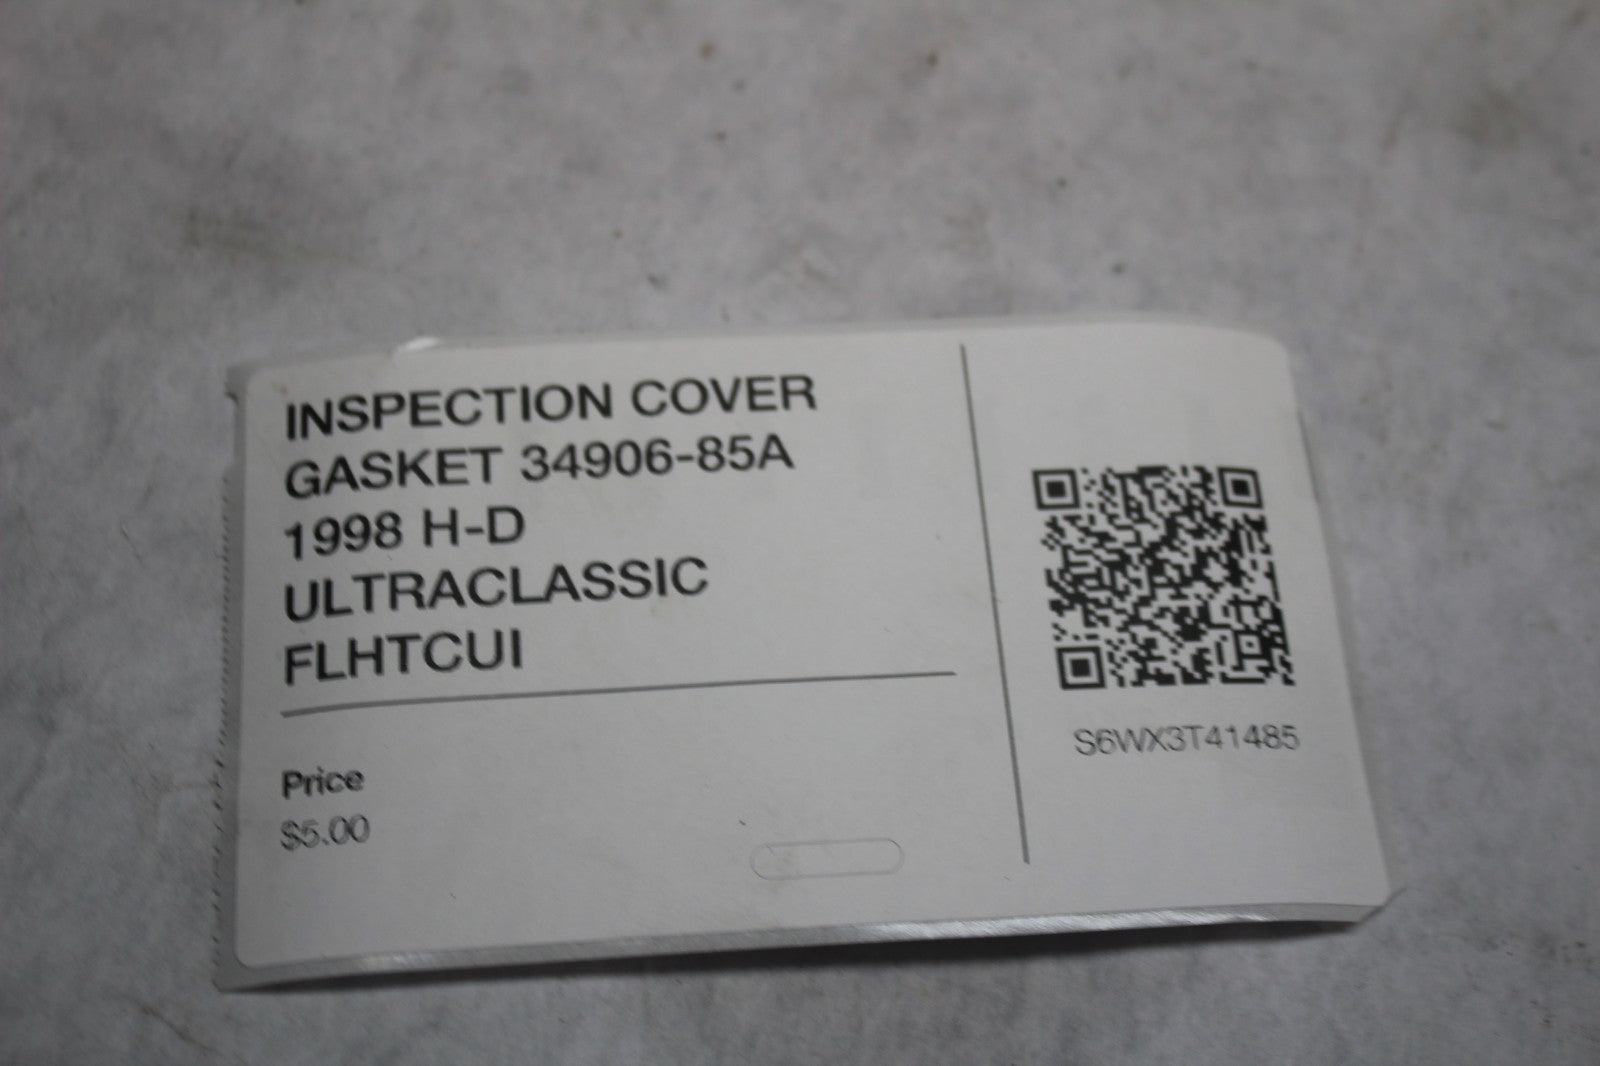 INSPECTION COVER
GASKET 34906-85A
1998 H-D
ULTRACLASSIC
FLHTCUI
Price
$5.00
S6WX3T41485